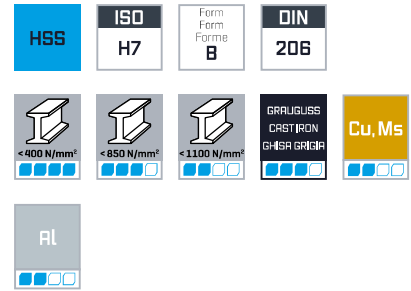 HSS
ISO
H7
Form
Form
Forme
B
DIN
206
< 400 N/mm²
< 850 N/mm²
< 1100 N/mm²
GRAUGUSS
CAST IRON
GHISA GRIGIA
Cu, Ms
Al